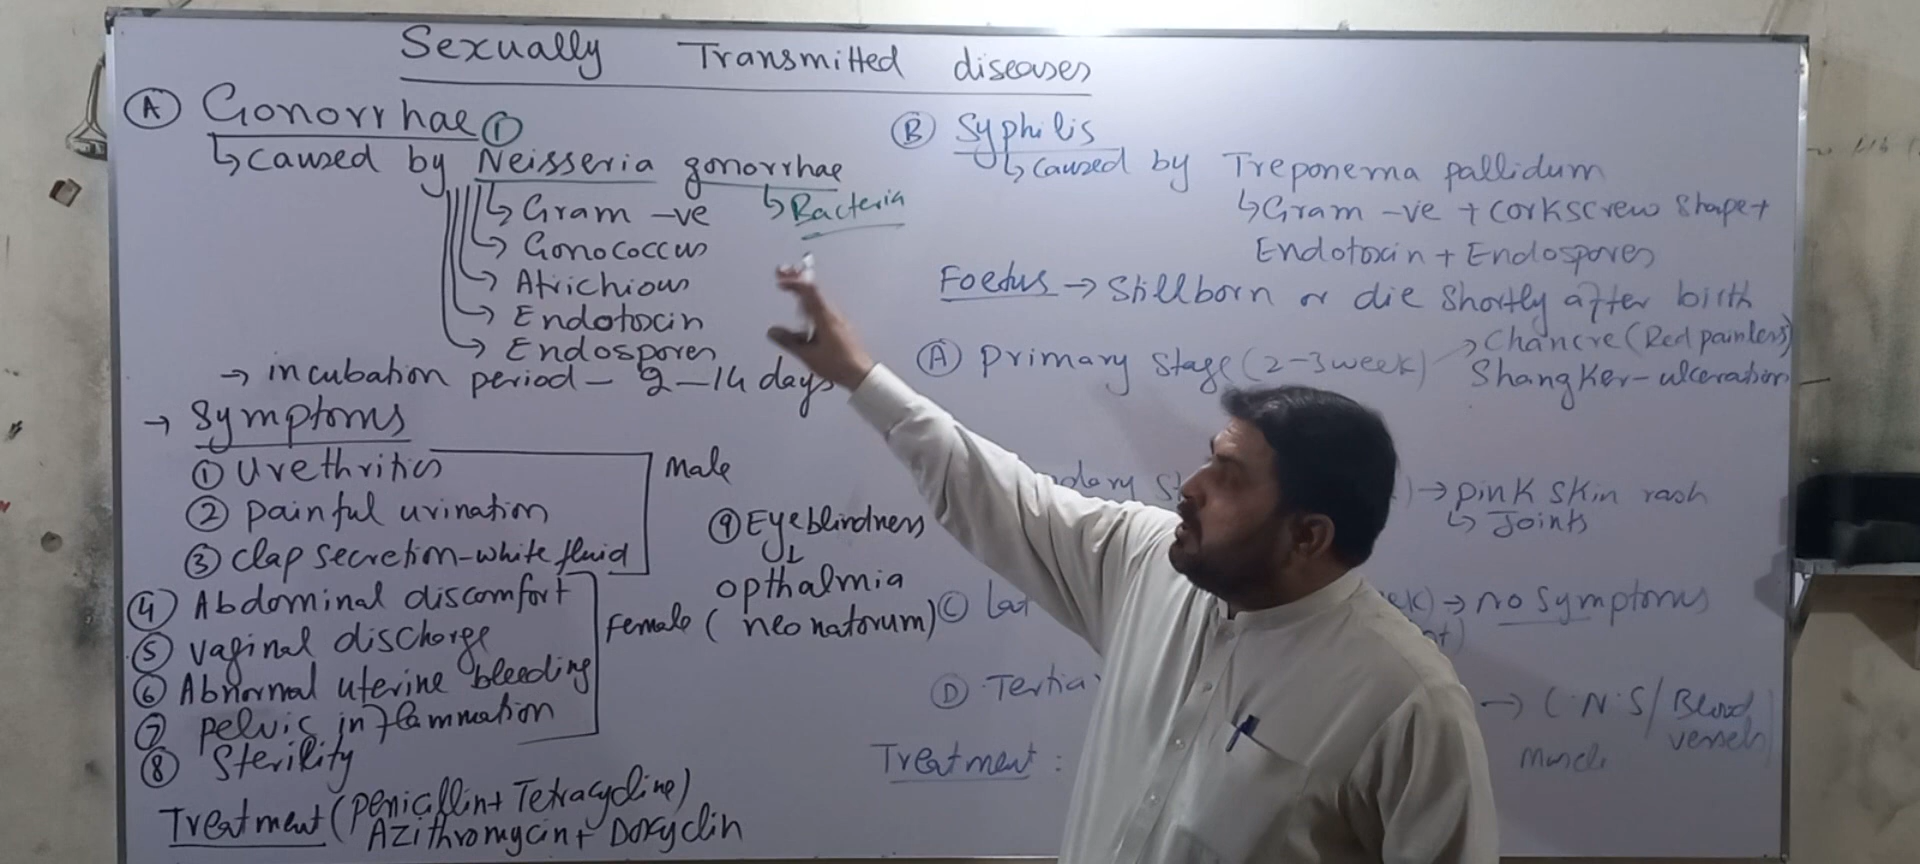 Sexually Transmitted diseases
(A) Gonorrhae (1)
↳ Caused by Neisseria gonorrhae
↳ Bacteria
↳ Gram -ve
↳ Gonococcus
→ Atrichious
→ Endotoxin
→ Endospores
→ incubation period - 2-14 days
→ Symptoms
(1) Urethritics
(2) Painful urination
(3) Clap secretion-white fluid
Male
(4) Abdominal discomfort
(5) vaginal discharge
(6) Abnormal uterine bleeding
(7) Pelvic inflammation
Female
(8) Sterility
(9) Eye blindness
↓
opthalmia
(neonatorum)
Treatment (Penicillin+ Tetracycline)
Azithromycin+ Doxyclin
(B) Syphilis
↳ Caused by Treponema pallidum
↳ Gram -ve + corkscrew shape +
Endotoxin + Endospores
Foetus → Stillborn or die shortly after birth
(A) Primary Stage (2-3 week) → Chancre (Red painless)
Shangker-ulceration
→ pink skin rash
↳ Joints
(C) → no symptoms
(D) → C.N.S/ Blood
vessels
Treatment: